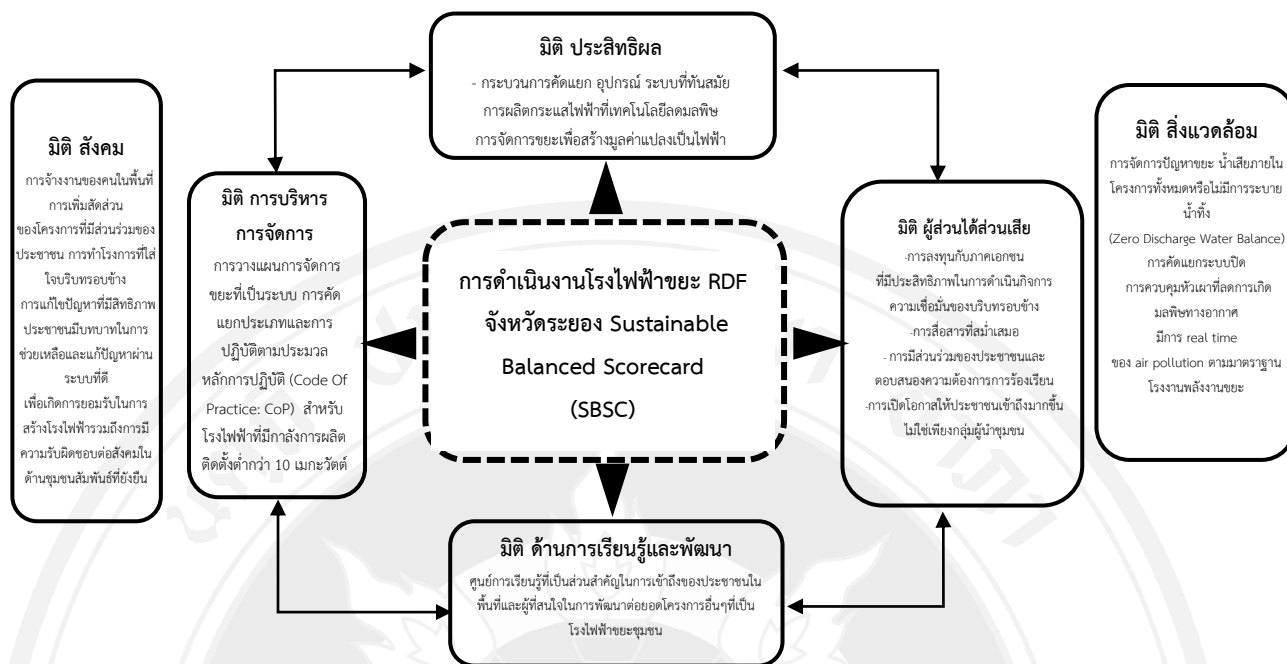 มิติ ประสิทธิผล
- กระบวนการคัดแยก อุปกรณ์ ระบบที่ทันสมัย
การผลิตกระแสไฟฟ้าที่เทคโนโลยีลดมลพิษ
การจัดการขยะเพื่อสร้างมูลค่าแปลงเป็นไฟฟ้า
มิติ สังคม
การจ้างงานของคนในพื้นที่
การเพิ่มสัดส่วน
ของโครงการที่มีส่วนร่วมของ
ประชาชน การทำโรงการที่ใส่
ใจบริบทรอบข้าง
การแก้ไขปัญหาที่มีสิทธิภาพ
ประชาชนมีบทบาทในการ
ช่วยเหลือและแก้ปัญหาผ่าน
ระบบที่ดี
เพื่อเกิดการยอมรับในการ
สร้างโรงไฟฟ้ารวมถึงการมี
ความรับผิดชอบต่อสังคมใน
ด้านชุมชนสัมพันธ์ที่ยังยืน
มิติ การบริหาร
การจัดการ
การวางแผนการจัดการ
ขยะที่เป็นระบบ การคัด
แยกประเภทและการ
ปฏิบัติตามประมวล
หลักการปฏิบัติ (Code Of
Practice: CoP) สำหรับ
โรงไฟฟ้าที่มีกาลังการผลิต
ติดตั้งต่ำกว่า 10 เมกะวัตต์
การดำเนินงานโรงไฟฟ้าขยะ RDF
จังหวัดระยอง Sustainable
Balanced Scorecard
(SBSC)
มิติ ผู้ส่วนได้ส่วนเสีย
-การลงทุนกับภาคเอกชน
ที่มีประสิทธิภาพในการดำเนินกิจการ
ความเชื่อมั่นของบริบทรอบข้าง
-การสื่อสารที่สม่ำเสมอ
- การมีส่วนร่วมของประชาชนและ
ตอบสนองความต้องการการร้องเรียน
-การเปิดโอกาสให้ประชาชนเข้าถึงมากขึ้น
ไม่ใช่เพียงกลุ่มผู้นำชุมขน
มิติ สิ่งแวดล้อม
การจัดการปัญหาขยะ น้ำเสียภายใน
โครงการทั้งหมดหรือไม่มีการระบาย
น้ำทิ้ง
(Zero Discharge Water Balance)
การคัดแยกระบบปิด
การควบคุมหัวเผาที่ลดการเกิด
มลพิษทางอากาศ
มีการ real time
ของ air pollution ตามมาตราฐาน
โรงงานพลังงานขยะ
มิติ ด้านการเรียนรู้และพัฒนา
ศูนย์การเรียนรู้ที่เป็นส่วนสำคัญในการเข้าถึงของประชาชนใน
พื้นที่และผู้ที่สนใจในการพัฒนาต่อยอดโครงการอื่นๆที่เป็น
โรงไฟฟ้าขยะชุมชน